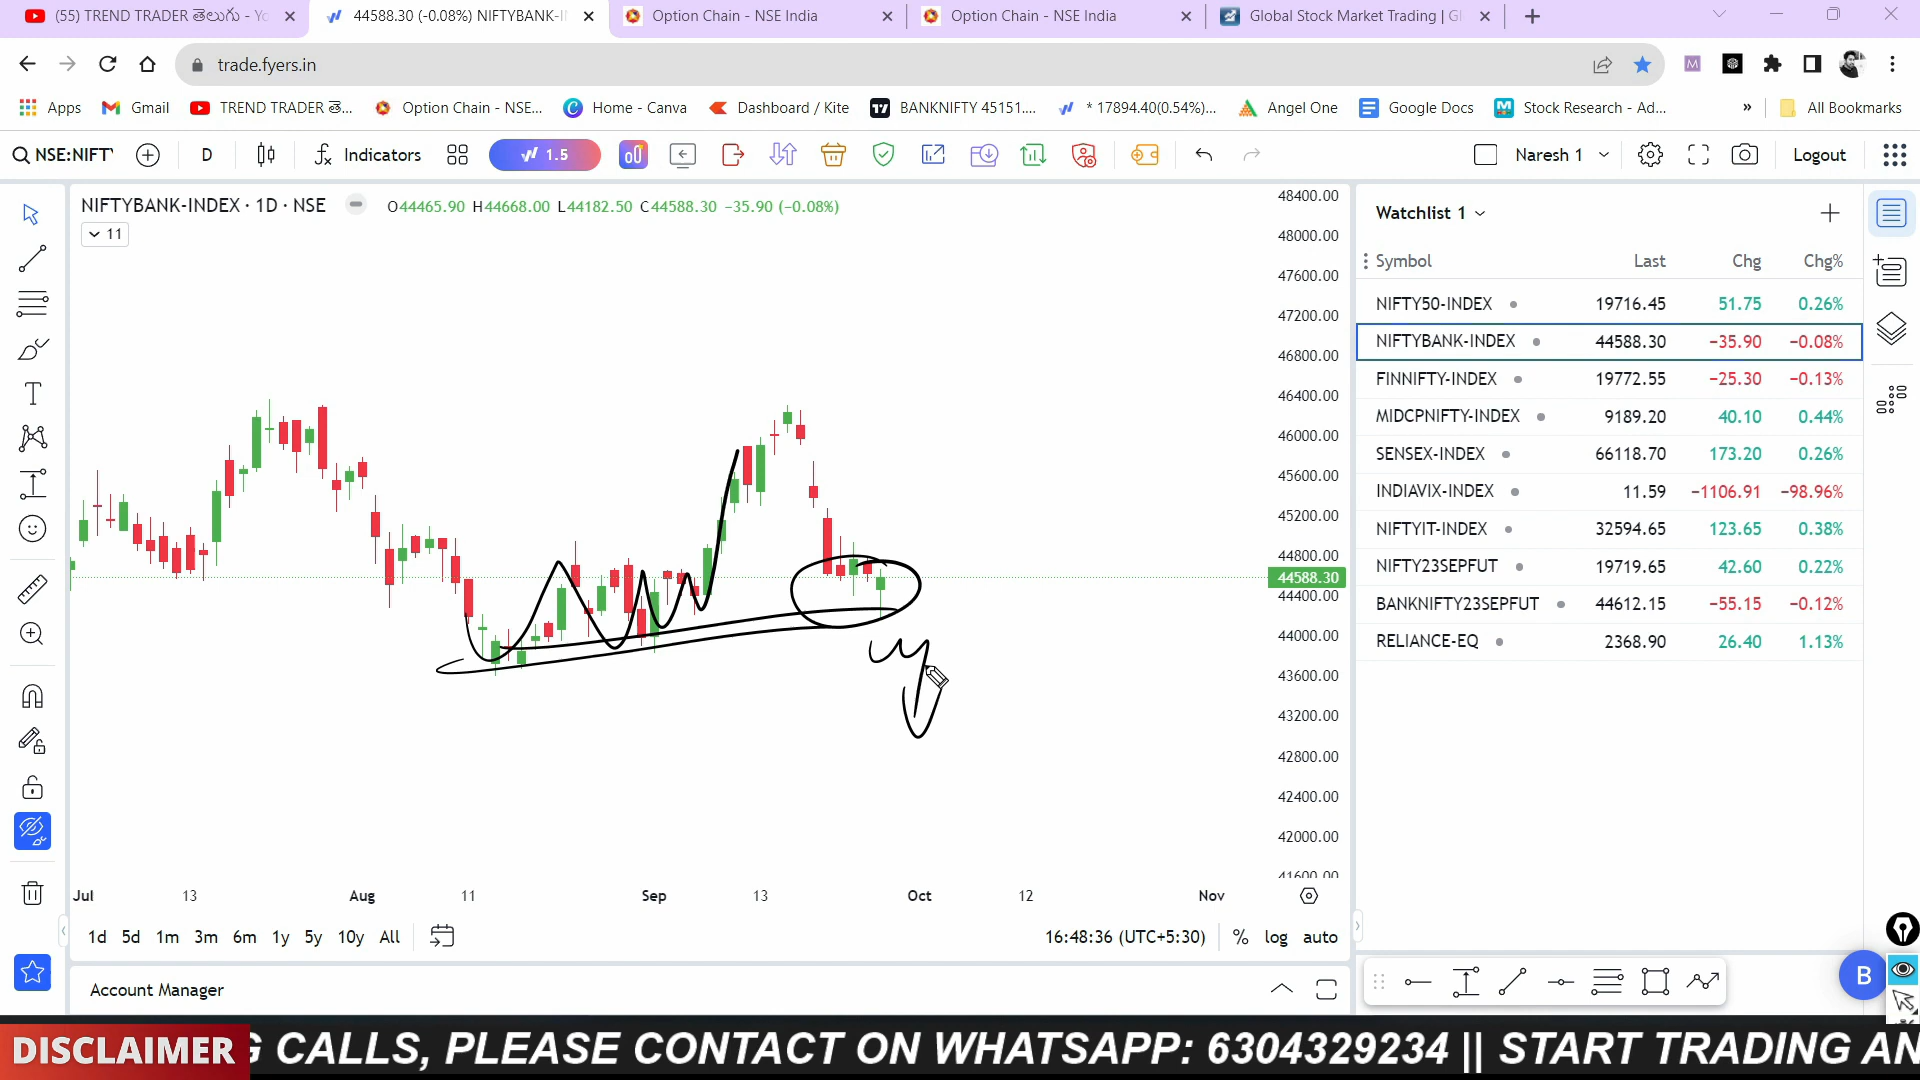 (55) TREND TRADER తెలుగు - Yo
44588.30 (-0.08%) NIFTYBANK-I
Option Chain - NSE India
Option Chain - NSE India
Global Stock Market Trading | Gl
trade.fyers.in
Apps
Gmail
TREND TRADER తె...
Option Chain - NSE...
Home - Canva
Dashboard / Kite
BANKNIFTY 45151....
* 17894.40(0.54%)...
Angel One
Google Docs
Stock Research - Ad...
»
All Bookmarks
NSE:NIFTY
D
Indicators
1.5
Naresh 1
Logout
NIFTYBANK-INDEX · 1D · NSE
O44465.90 H44668.00 L44182.50 C44588.30 −35.90 (−0.08%)
11
48400.00
48000.00
47600.00
47200.00
46800.00
46400.00
46000.00
45600.00
45200.00
44800.00
44588.30
44400.00
44000.00
43600.00
43200.00
42800.00
42400.00
42000.00
41600.00
Jul 13 Aug 11 Sep 13 Oct 12 Nov
1d 5d 1m 3m 6m 1y 5y 10y All
16:48:36 (UTC+5:30) % log auto
Account Manager
Watchlist 1
Symbol Last Chg Chg%
NIFTY50-INDEX 19716.45 51.75 0.26%
NIFTYBANK-INDEX 44588.30 −35.90 −0.08%
FINNIFTY-INDEX 19772.55 −25.30 −0.13%
MIDCPNIFTY-INDEX 9189.20 40.10 0.44%
SENSEX-INDEX 66118.70 173.20 0.26%
INDIAVIX-INDEX 11.59 −1106.91 −98.96%
NIFTYIT-INDEX 32594.65 123.65 0.38%
NIFTY23SEPFUT 19719.65 42.60 0.22%
BANKNIFTY23SEPFUT 44612.15 −55.15 −0.12%
RELIANCE-EQ 2368.90 26.40 1.13%
B
DISCLAIMER
G CALLS, PLEASE CONTACT ON WHATSAPP: 6304329234 || START TRADING AN